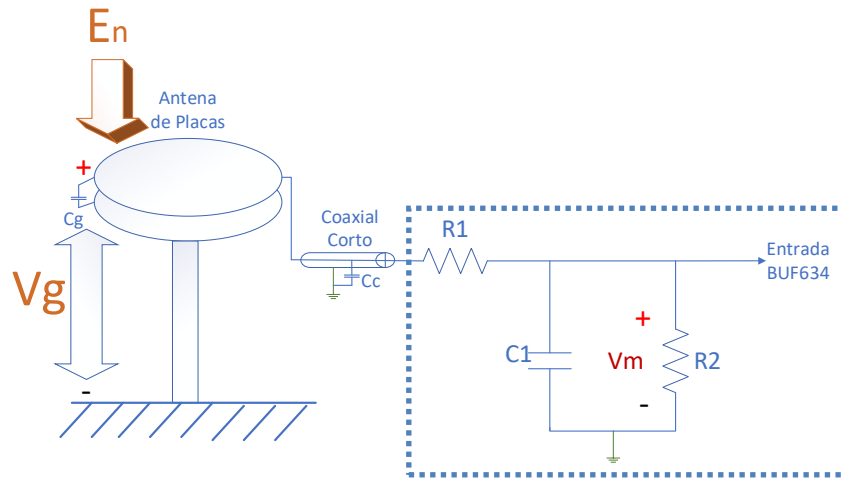 En
Antena
de Placas
+
Cg
Vg
-
Coaxial
Corto
Cc
R1
Entrada
BUF634
C1
+
Vm
-
R2